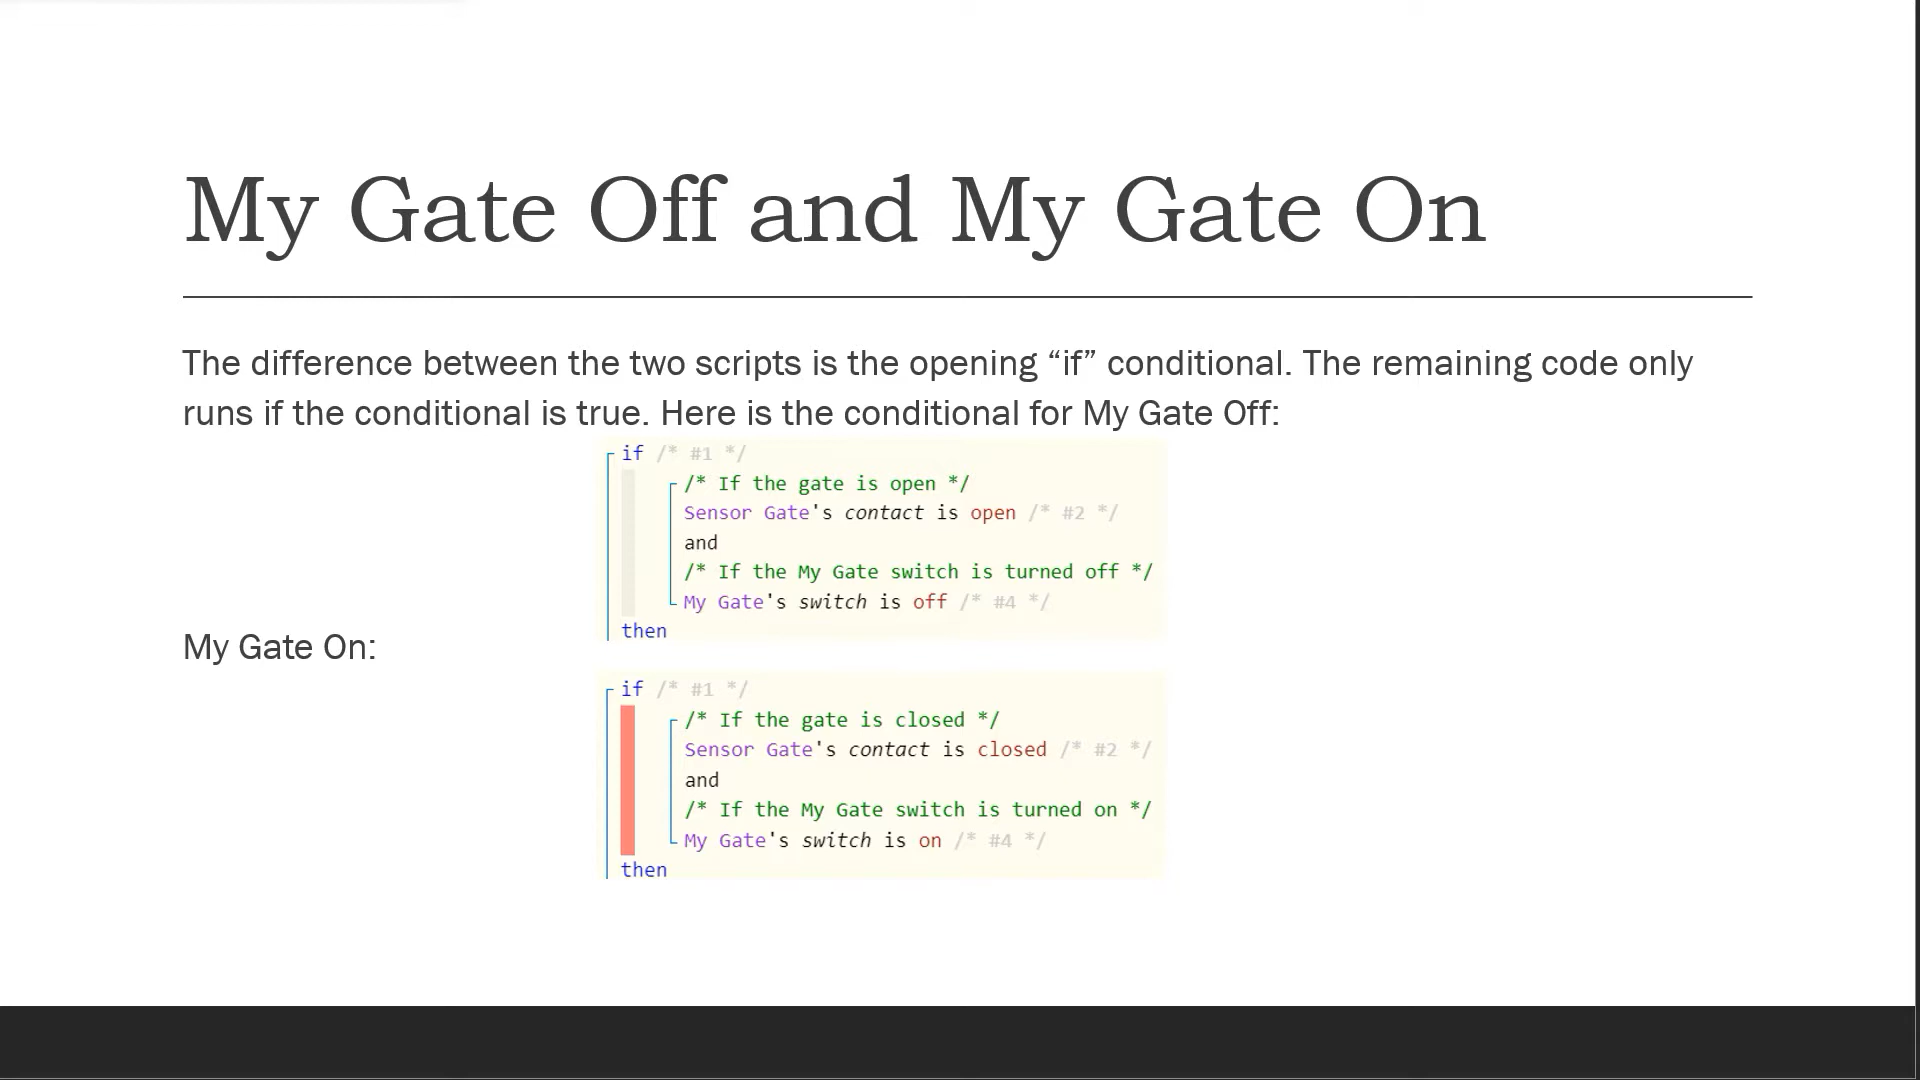 My Gate Off and My Gate On
The difference between the two scripts is the opening “if” conditional. The remaining code only
runs if the conditional is true. Here is the conditional for My Gate Off:
if /* #1 */
/* If the gate is open */
Sensor Gate's contact is open /* #2 */
and
/* If the My Gate switch is turned off */
My Gate's switch is off /* #4 */
then
My Gate On:
if /* #1 */
/* If the gate is closed */
Sensor Gate's contact is closed /* #2 */
and
/* If the My Gate switch is turned on */
My Gate's switch is on /* #4 */
then